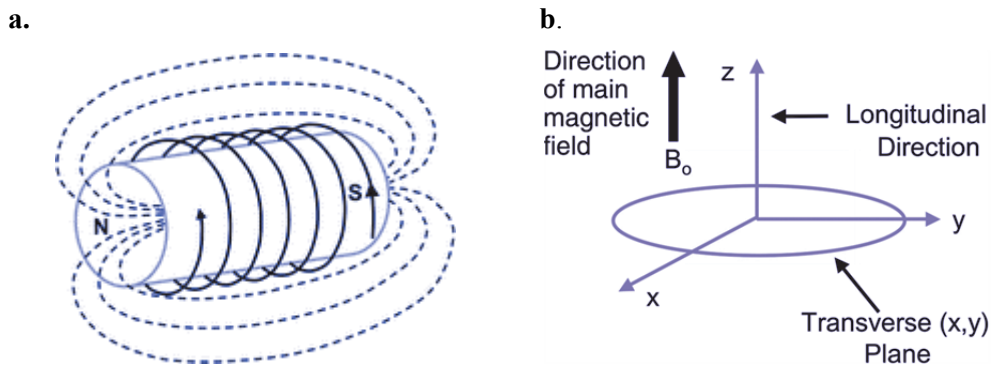 a.
N
S
b.
Direction
of main
magnetic
field
Bo
z
Longitudinal
Direction
y
x
Transverse (x,y)
Plane